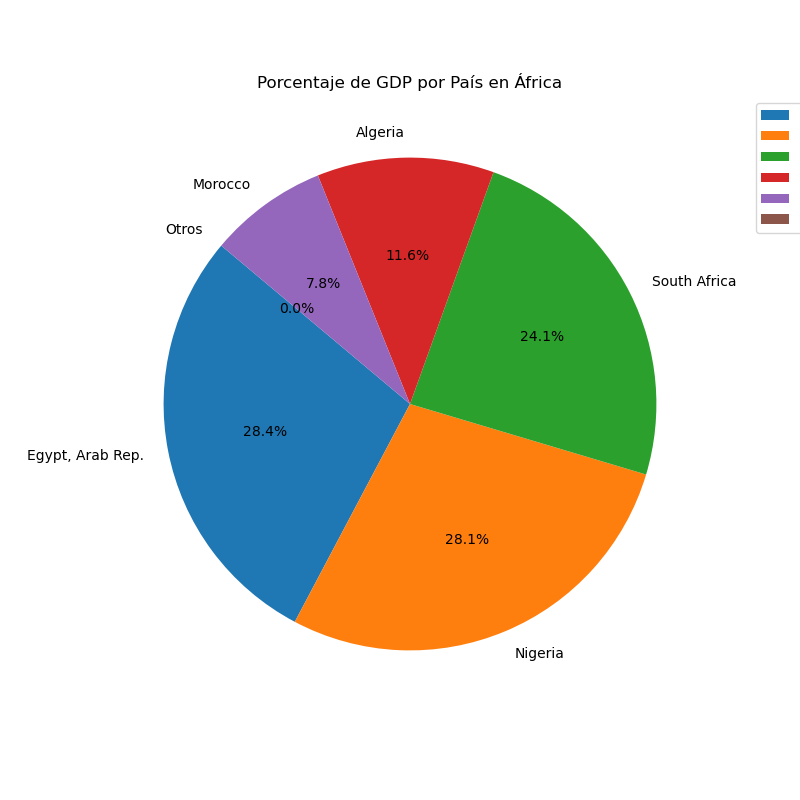 Porcentaje de GDP por País en África
Algeria
Morocco
Otros
11.6%
7.8%
South Africa
0.0%
24.1%
28.4%
Egypt, Arab Rep.
28.1%
Nigeria